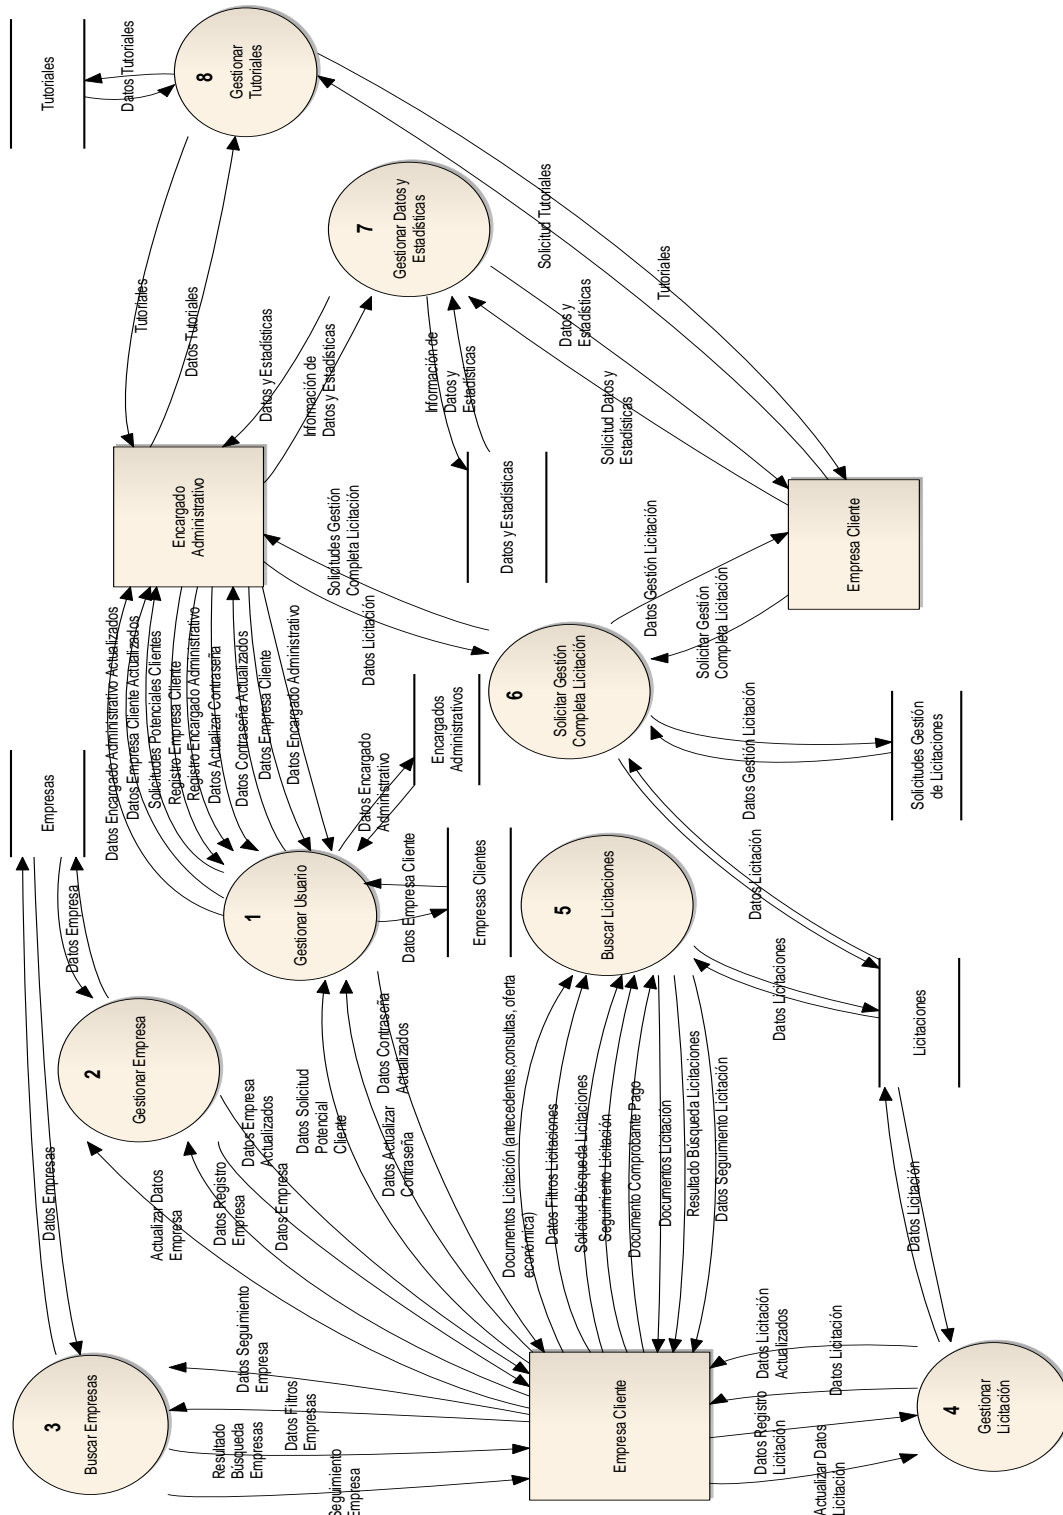 Tutoriales
Datos Tutoriales
8
Gestionar
Tutoriales
Tutoriales
Datos Tutoriales
7
Gestionar Datos y
Estadísticas
Solicitud Tutoriales
Tutoriales
Datos y Estadísticas
Información de
Datos y Estadísticas
Información de
Datos y
Estadísticas
Datos y
Estadísticas
Solicitud Datos y
Estadísticas
Encargado
Administrativo
Datos y Estadísticas
Empresa Cliente
Solicitudes Gestión
Completa Licitación
Datos Licitación
Datos Gestión Licitación
Solicitar Gestión
Completa Licitación
6
Solicitar Gestión
Completa Licitación
Datos Encargado Administrativo Actualizados
Datos Empresa Cliente Actualizados
Solicitudes Potenciales Clientes
Registro Empresa Cliente
Registro Encargado Administrativo
Datos Actualizar Contraseña
Datos Contraseña Actualizados
Datos Empresa Cliente
Datos Encargado Administrativo
Datos Encargado
Administrativo
Encargados
Administrativos
Datos Gestión Licitación
Solicitudes Gestión
de Licitaciones
Empresas
Datos Empresa
1
Gestionar Usuario
Datos Empresa Cliente
Empresas Clientes
5
Buscar Licitaciones
Datos Licitación
Datos Licitaciones
Licitaciones
2
Gestionar Empresa
Datos Empresas
Actualizar Datos
Empresa
Datos Registro
Empresa
Datos Empresa
Actualizados
Datos Empresa
Datos Solicitud
Potencial
Cliente
Datos Contraseña
Actualizados
Datos Actualizar
Contraseña
Documentos Licitación (antecedentes,consultas, oferta
económica)
Datos Filtros Licitaciones
Solicitud Búsqueda Licitaciones
Seguimiento Licitación
Documento Comprobante Pago
Documentos Licitación
Resultado Búsqueda Licitaciones
Datos Seguimiento Licitación
Datos Licitación
3
Buscar Empresas
Datos Seguimiento
Empresa
Datos Filtros
Empresas
Resultado
Búsqueda
Empresas
Seguimiento
Empresa
Empresa Cliente
Datos Licitación
Actualizados
Datos Licitación
Datos Registro
Licitación
Actualizar Datos
Licitación
4
Gestionar
Licitación